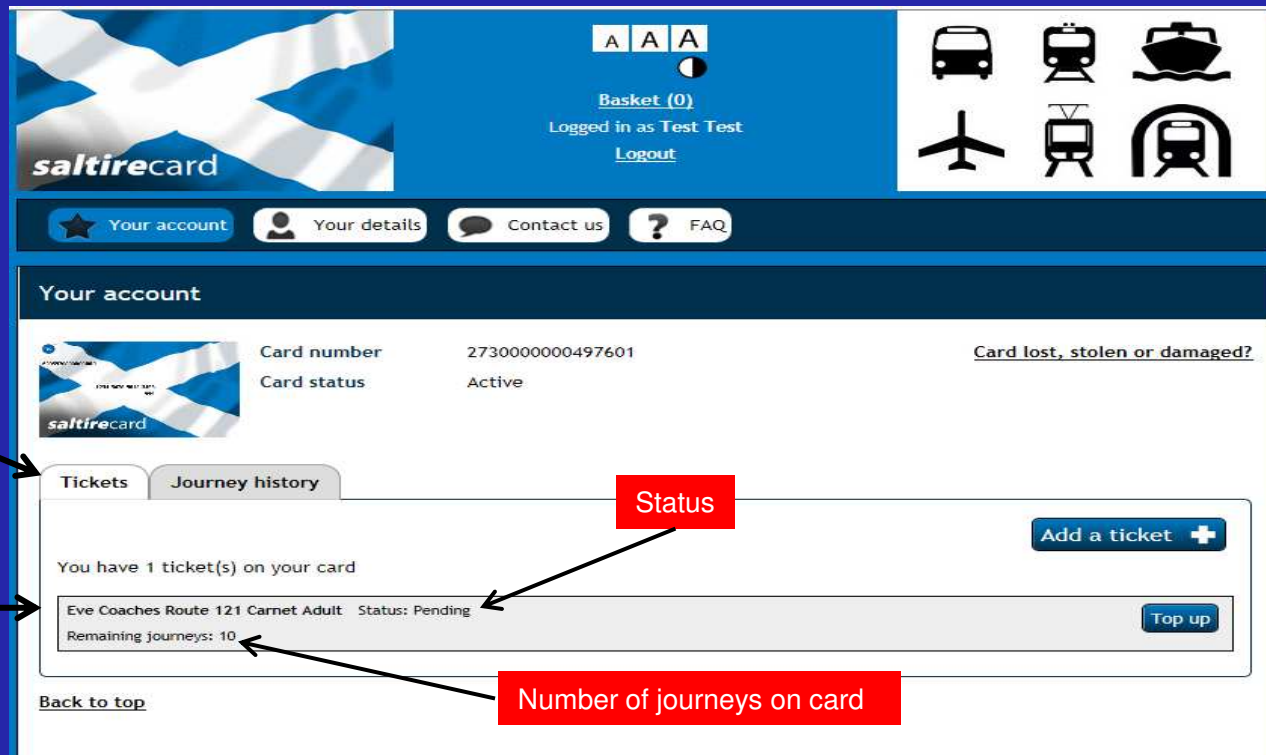 A A A
Basket (0)
Logged in as Test Test
Logout
saltirecard
Your account
Your details
Contact us
? FAQ
Your account
Card number 2730000000497601
Card lost, stolen or damaged?
Card status Active
saltirecard
Tickets
Journey history
Status
Add a ticket
You have 1 ticket(s) on your card
Eve Coaches Route 121 Carnet Adult Status: Pending
Top up
Remaining journeys: 10
Number of journeys on card
Back to top